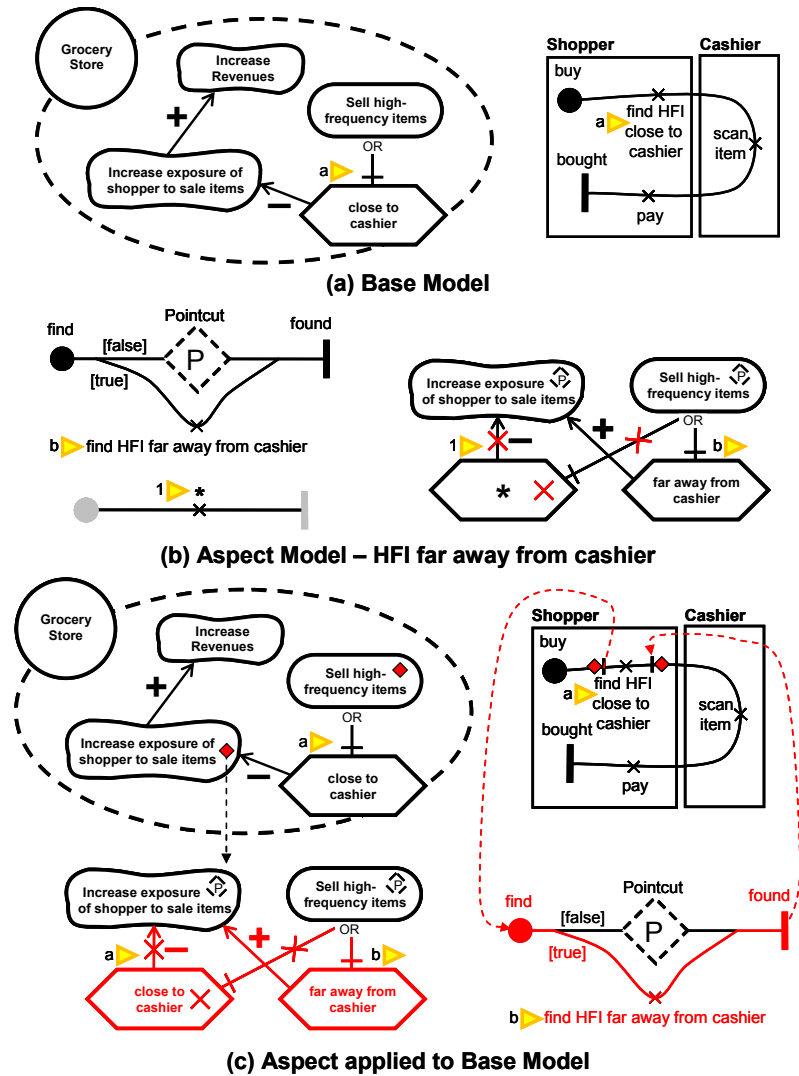 Grocery
Store
Increase
Revenues
+
Sell high-
frequency items
OR
a
Increase exposure of
shopper to sale items
−
close to
cashier
Shopper
Cashier
buy
a
find HFI
close to
cashier
scan
item
bought
pay
(a) Base Model
Pointcut
find
found
[false]
P
[true]
b find HFI far away from cashier
1 *
Increase exposure P
of shopper to sale items
Sell high- P
frequency items
OR
+
1
−
b
*
far away from
cashier
(b) Aspect Model – HFI far away from cashier
Grocery
Store
Increase
Revenues
+
Sell high-
frequency items
OR
a
Increase exposure of
shopper to sale items
−
close to
cashier
Shopper
Cashier
buy
a
find HFI
close to
cashier
scan
item
bought
pay
Increase exposure P
of shopper to sale items
Sell high- P
frequency items
OR
+
a
−
b
close to
cashier
far away from
cashier
Pointcut
find
found
[false]
P
[true]
b find HFI far away from cashier
(c) Aspect applied to Base Model